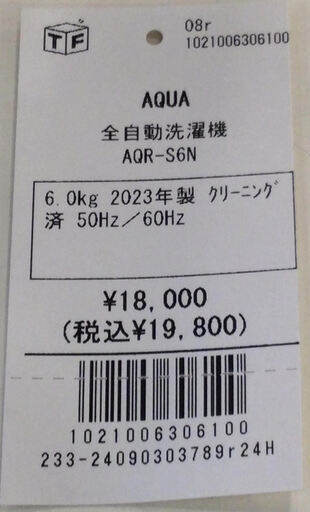 TF
08r
1021006306100
AQUA
全自動洗濯機
AQR-S6N
6.0kg 2023年製 ｸﾘｰﾆﾝｸﾞ
済 50Hz／60Hz
¥18,000
(税込¥19,800)
1021006306100
233-24090303789r24H